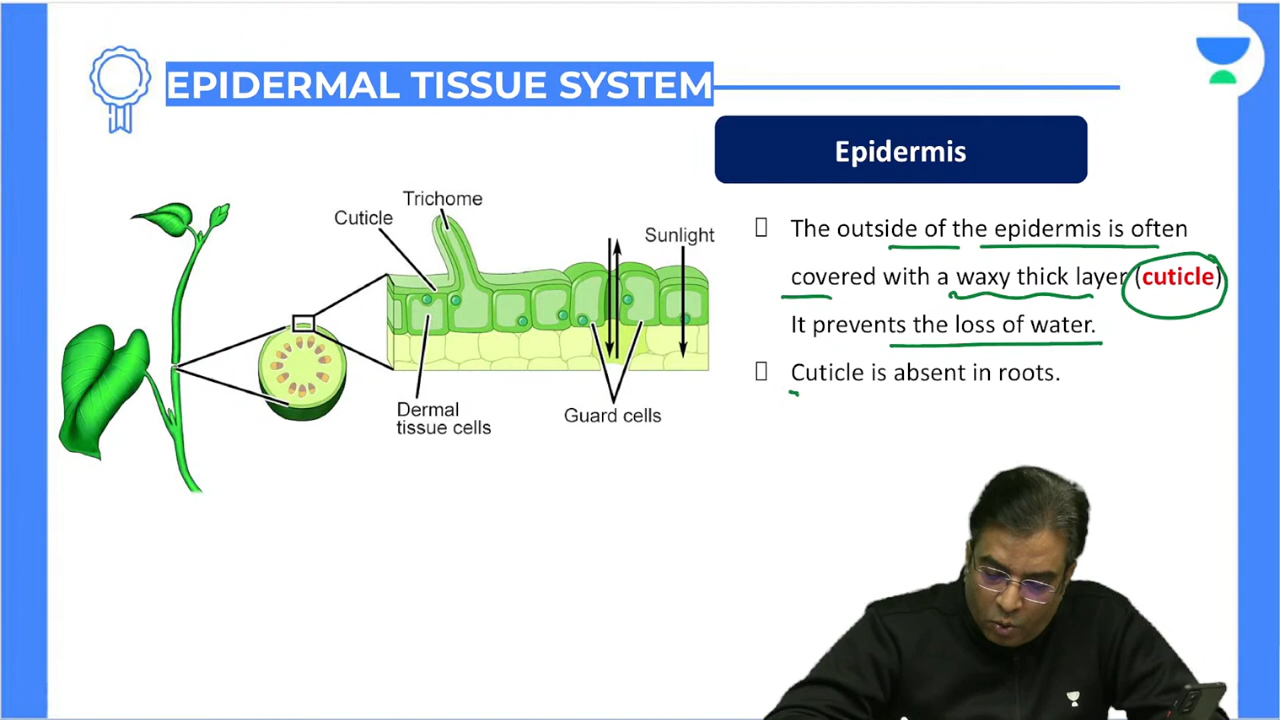 EPIDERMAL TISSUE SYSTEM
Epidermis
Trichome
Cuticle
Sunlight
Dermal
tissue cells
Guard cells
The outside of the epidermis is often
covered with a waxy thick layer (cuticle)
It prevents the loss of water.
Cuticle is absent in roots.